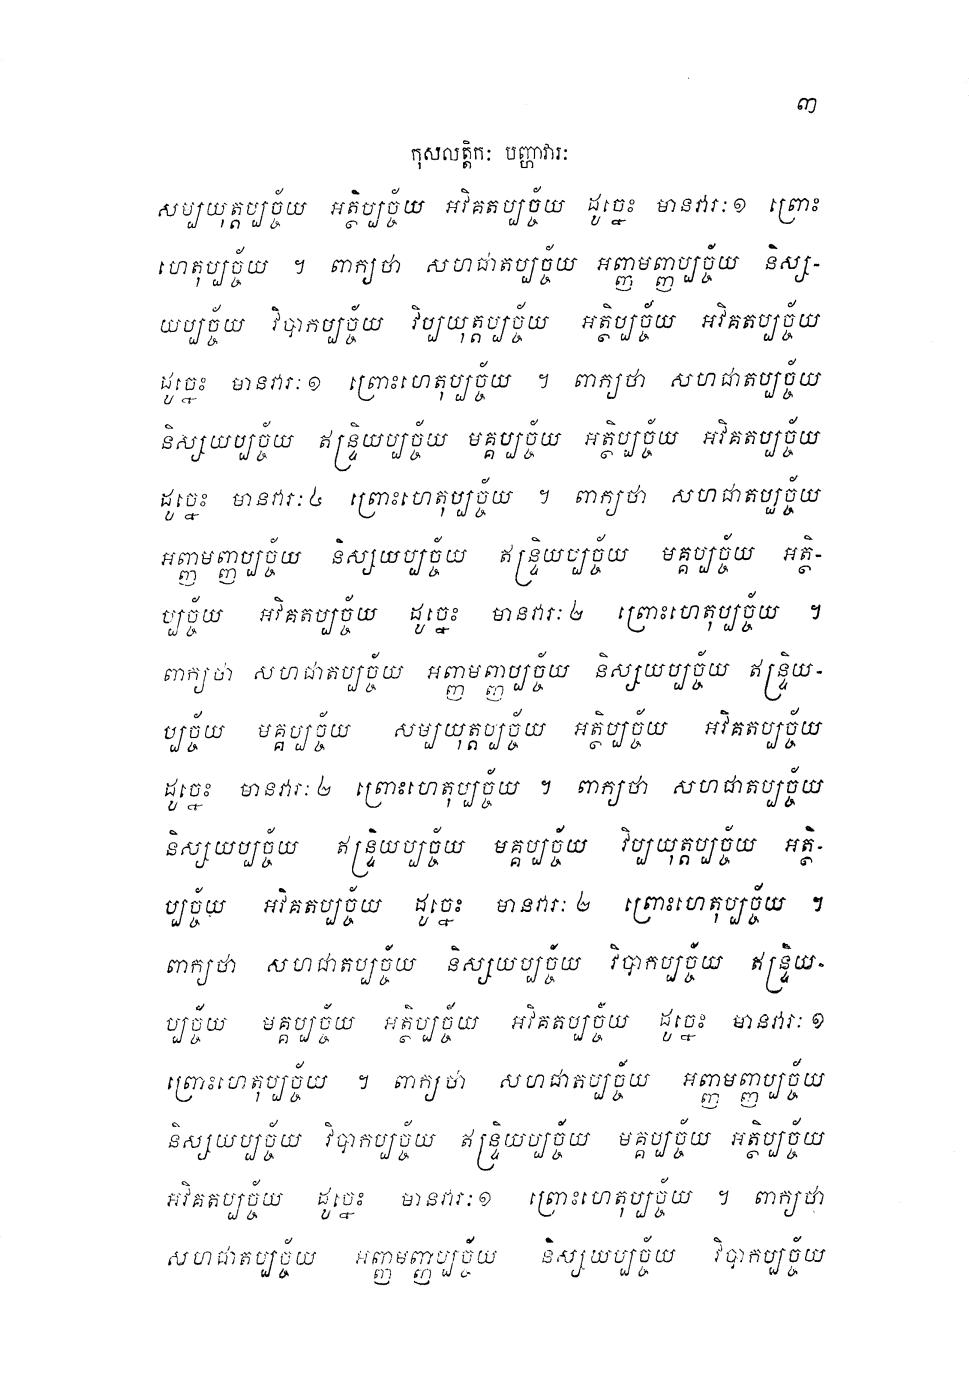 ៣
កុសលត្តិកៈ បញ្ហាវារៈ
សប្បយុត្តប្បច្ច័យ អត្ថិប្បច្ច័យ អវិគតប្បច្ច័យ ដូច្នេះ មានវារៈ១ ព្រោះ
ហេតុប្បច្ច័យ ។ ពាក្យថា សហជាតប្បច្ច័យ អញ្ញាមញ្ញប្បច្ច័យ និស្ស-
យប្បច្ច័យ វិបាកប្បច្ច័យ វិប្បយុត្តប្បច្ច័យ អត្ថិប្បច្ច័យ អវិគតប្បច្ច័យ
ដូច្នេះ មានវារៈ១ ព្រោះហេតុប្បច្ច័យ ។ ពាក្យថា សហជាតប្បច្ច័យ
និស្សយប្បច្ច័យ ឥន្ទ្រិយប្បច្ច័យ មគ្គប្បច្ច័យ អត្ថិប្បច្ច័យ អវិគតប្បច្ច័យ
ដូច្នេះ មានវារៈ៤ ព្រោះហេតុប្បច្ច័យ ។ ពាក្យថា សហជាតប្បច្ច័យ
អញ្ញាមញ្ញប្បច្ច័យ និស្សយប្បច្ច័យ ឥន្ទ្រិយប្បច្ច័យ មគ្គប្បច្ច័យ អត្ថិ-
ប្បច្ច័យ អវិគតប្បច្ច័យ ដូច្នេះ មានវារៈ២ ព្រោះហេតុប្បច្ច័យ ។
ពាក្យថា សហជាតប្បច្ច័យ អញ្ញាមញ្ញប្បច្ច័យ និស្សយប្បច្ច័យ ឥន្ទ្រិយ-
ប្បច្ច័យ មគ្គប្បច្ច័យ សម្បយុត្តប្បច្ច័យ អត្ថិប្បច្ច័យ អវិគតប្បច្ច័យ
ដូច្នេះ មានវារៈ២ ព្រោះហេតុប្បច្ច័យ ។ ពាក្យថា សហជាតប្បច្ច័យ
និស្សយប្បច្ច័យ ឥន្ទ្រិយប្បច្ច័យ មគ្គប្បច្ច័យ វិប្បយុត្តប្បច្ច័យ អត្ថិ-
ប្បច្ច័យ អវិគតប្បច្ច័យ ដូច្នេះ មានវារៈ២ ព្រោះហេតុប្បច្ច័យ ។
ពាក្យថា សហជាតប្បច្ច័យ និស្សយប្បច្ច័យ វិបាកប្បច្ច័យ ឥន្ទ្រិយ-
ប្បច្ច័យ មគ្គប្បច្ច័យ អត្ថិប្បច្ច័យ អវិគតប្បច្ច័យ ដូច្នេះ មានវារៈ១
ព្រោះហេតុប្បច្ច័យ ។ ពាក្យថា សហជាតប្បច្ច័យ អញ្ញាមញ្ញប្បច្ច័យ
និស្សយប្បច្ច័យ វិបាកប្បច្ច័យ ឥន្ទ្រិយប្បច្ច័យ មគ្គប្បច្ច័យ អត្ថិប្បច្ច័យ
អវិគតប្បច្ច័យ ដូច្នេះ មានវារៈ១ ព្រោះហេតុប្បច្ច័យ ។ ពាក្យថា
សហជាតប្បច្ច័យ អញ្ញាមញ្ញប្បច្ច័យ និស្សយប្បច្ច័យ វិបាកប្បច្ច័យ